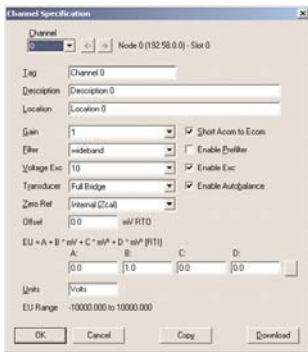 Channel Specification
Channel
0
Node 0 (192.58.0.0) - Slot 0
Tag
Channel 0
Description
Description 0
Location
Location 0
Gain
1
Short Acom to Ecom
Filter
wideband
Enable Prefilter
Voltage Exc
10
Enable Exc
Transducer
Full Bridge
Enable Autobalance
Zero Ref
Internal (Zcal)
Offset
0.0
mV RTO
EU = A + B * mV + C * mV² + D * mV³ [RTI]
A:
B:
C:
D:
0.0
1.0
0.0
0.0
Units
Volts
EU Range
-10000.000 to 10000.000
OK
Cancel
Copy
Download